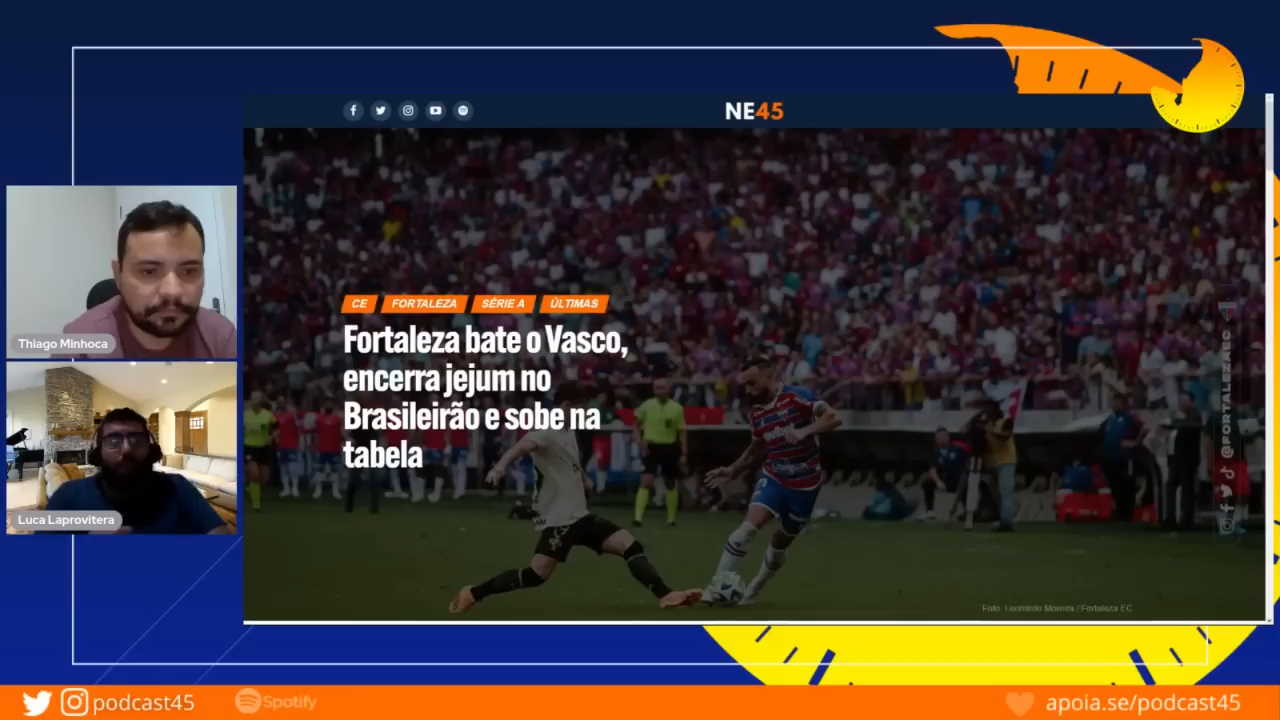 NE45
CE
FORTALEZA
SÉRIE A
ÚLTIMAS
Fortaleza bate o Vasco,
encerra jejum no
Brasileirão e sobe na
tabela
Thiago Minhoca
Luca Laprovitera
@FORTALEZAEC
Foto: Leonardo Moreira / Fortaleza EC
podcast45
Spotify
apoia.se/podcast45